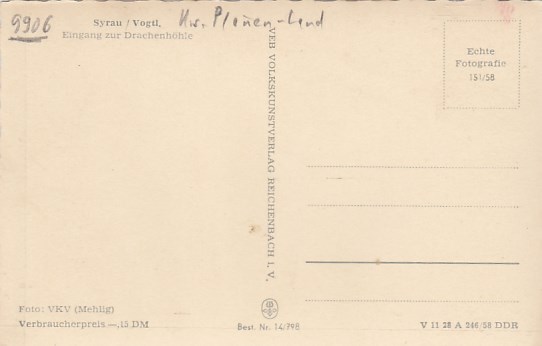 9906
Syrau / Vogtl.
Krs. Plauen-Land
Eingang zur Drachenhöhle
VEB VOLKSKUNSTVERLAG REICHENBACH I. V.
Echte
Fotografie
151/58
Foto: VKV (Mehlig)
Verbraucherpreis —,15 DM
Best. Nr. 14/798
V 11 28 A 246/58 DDR